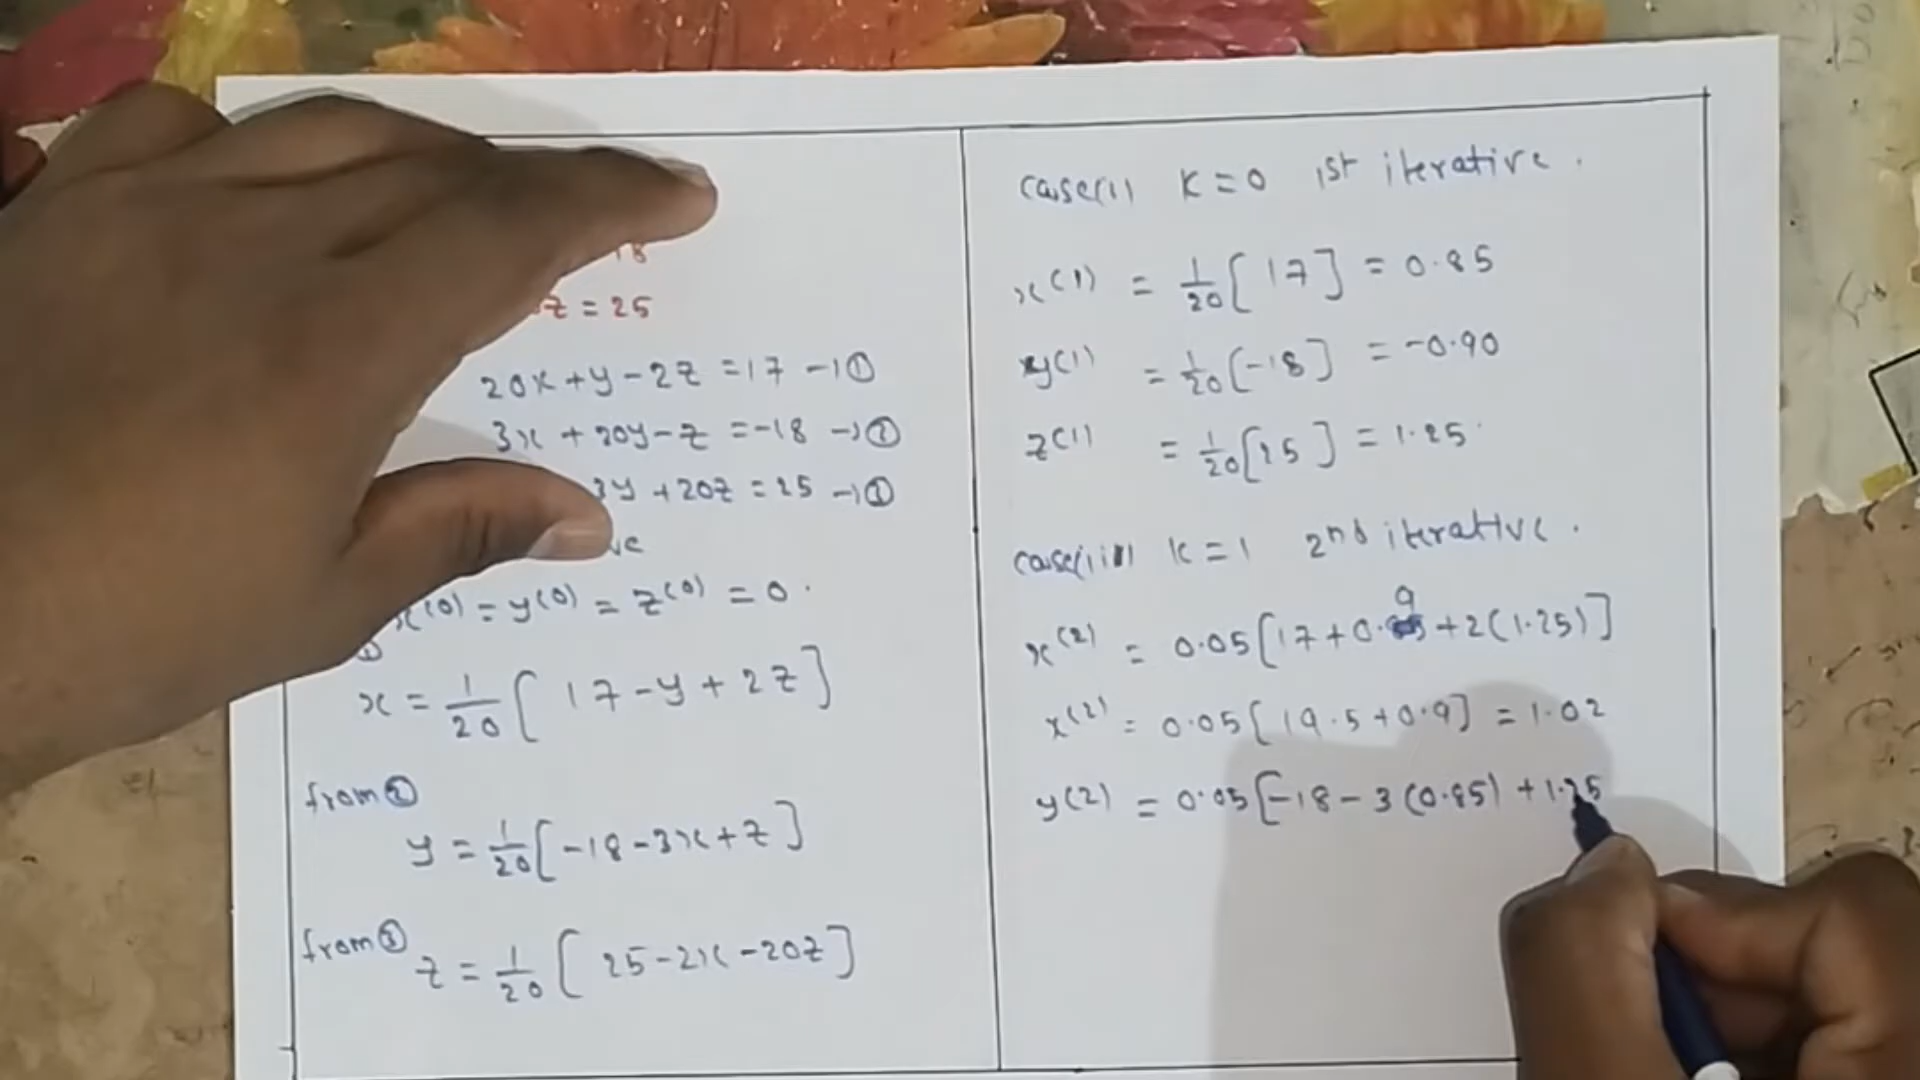 18
z = 25
20x + y - 2z = 17 → ①
3x + 20y - z = -18 → ②
3y + 20z = 25 → ③
x(0) = y(0) = z(0) = 0.
①
x = 1/20 [ 17 - y + 2z ]
from ②
y = 1/20 [ -18 - 3x + z ]
from ③
z = 1/20 [ 25 - 2x - 20z ]
case(i) K = 0 1st iterative.
x(1) = 1/20 [ 17 ] = 0.85
y(1) = 1/20 [ -18 ] = -0.90
z(1) = 1/20 [ 25 ] = 1.25
case(ii) K = 1 2nd iterative.
x(2) = 0.05 [ 17 + 0.9 + 2(1.25) ]
x(2) = 0.05 [ 19.5 + 0.9 ] = 1.02
y(2) = 0.05 [ -18 - 3(0.85) + 1.25